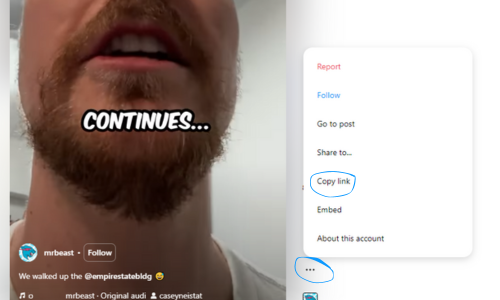 CONTINUES...
mrbeast • Follow
We walked up the @empirestatebldg 😄
mrbeast · Original audi caseyneistat
Report
Follow
Go to post
Share to...
Copy link
Embed
About this account